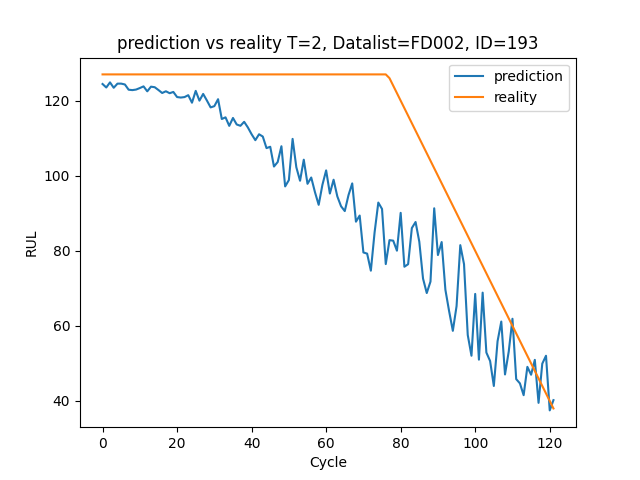 prediction vs reality T=2, Datalist=FD002, ID=193
prediction
reality
RUL
120
100
80
60
40
0 20 40 60 80 100 120
Cycle